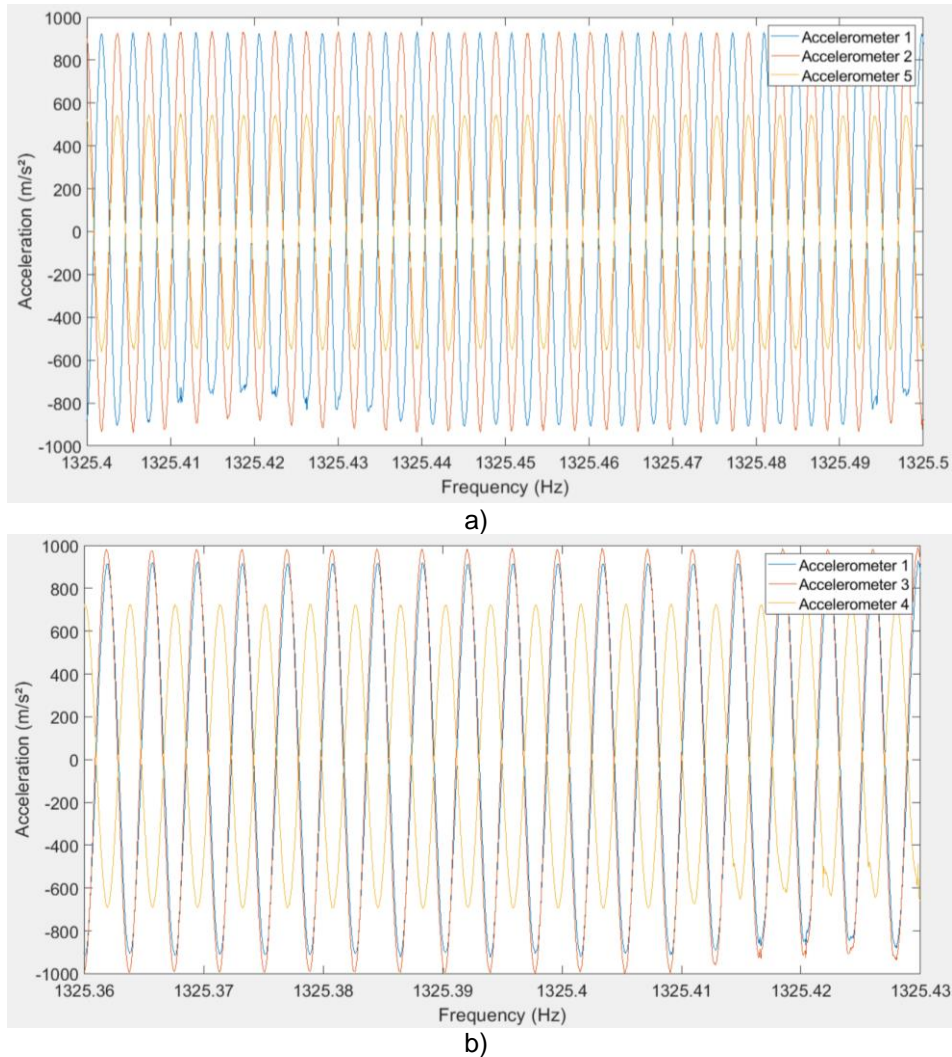 1000
800
600
400
200
0
-200
-400
-600
-800
-1000
Acceleration (m/s²)
Accelerometer 1
Accelerometer 2
Accelerometer 5
1325.4 1325.41 1325.42 1325.43 1325.44 1325.45 1325.46 1325.47 1325.48 1325.49 1325.5
Frequency (Hz)
a)
1000
800
600
400
200
0
-200
-400
-600
-800
-1000
Acceleration (m/s²)
Accelerometer 1
Accelerometer 3
Accelerometer 4
1325.36 1325.37 1325.38 1325.39 1325.4 1325.41 1325.42 1325.43
Frequency (Hz)
b)